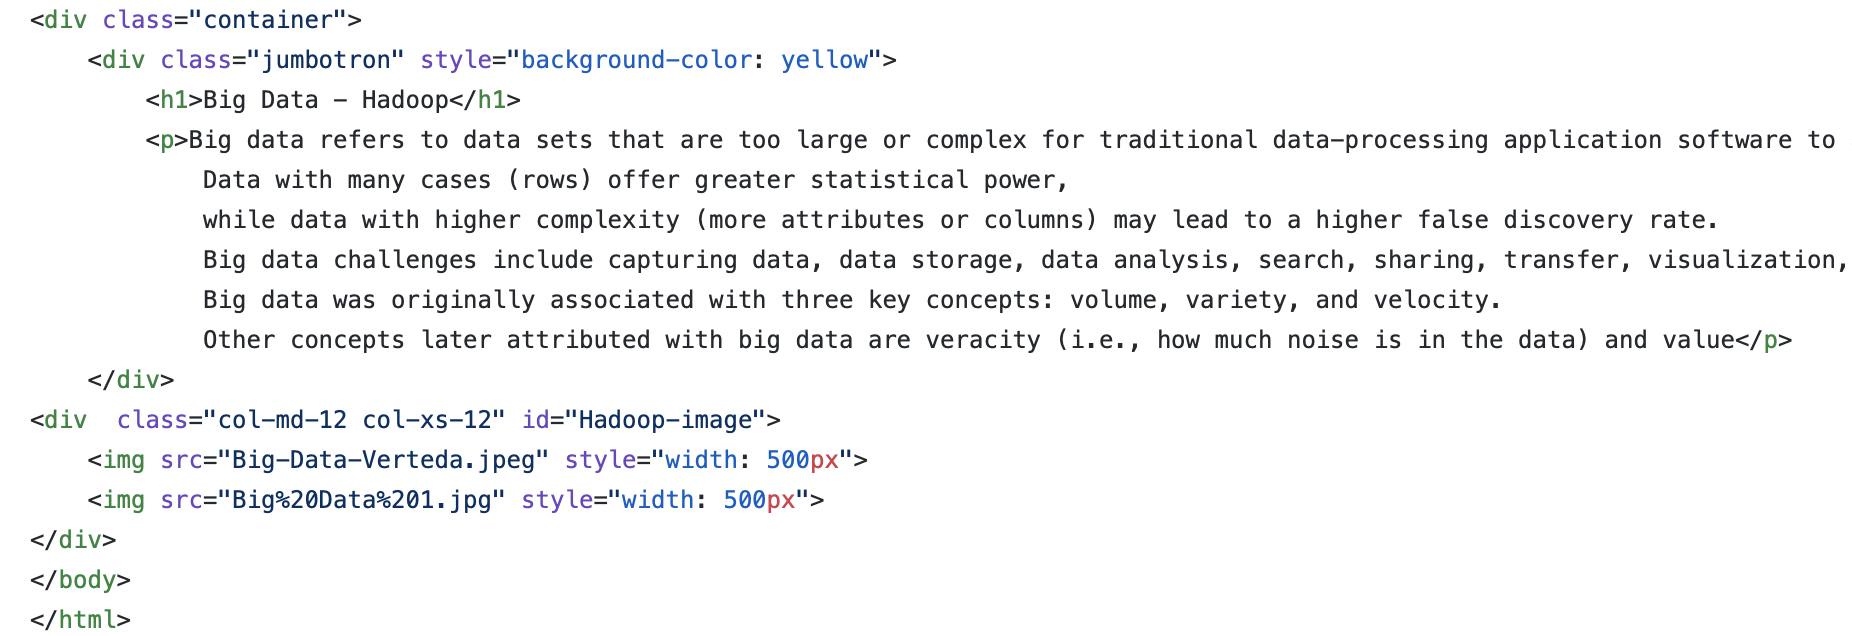 <div class="container">
<div class="jumbotron" style="background-color: yellow">
<h1>Big Data - Hadoop</h1>
<p>Big data refers to data sets that are too large or complex for traditional data-processing application software to
Data with many cases (rows) offer greater statistical power,
while data with higher complexity (more attributes or columns) may lead to a higher false discovery rate.
Big data challenges include capturing data, data storage, data analysis, search, sharing, transfer, visualization,
Big data was originally associated with three key concepts: volume, variety, and velocity.
Other concepts later attributed with big data are veracity (i.e., how much noise is in the data) and value</p>
</div>
<div  class="col-md-12 col-xs-12" id="Hadoop-image">
<img src="Big-Data-Verteda.jpeg" style="width: 500px">
<img src="Big%20Data%201.jpg" style="width: 500px">
</div>
</body>
</html>